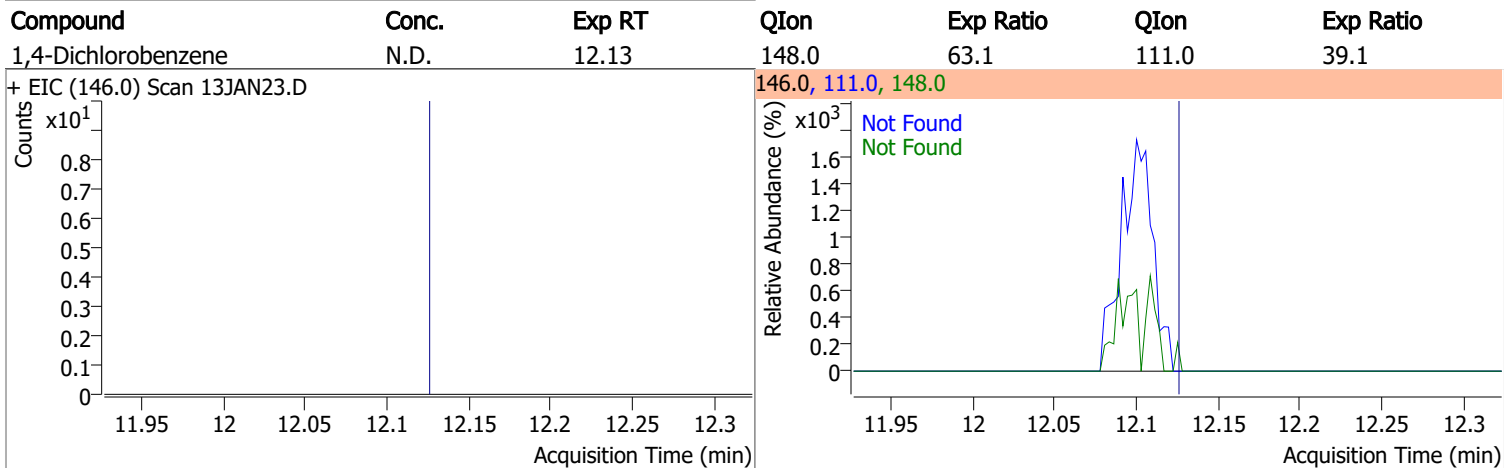 Compound Conc. Exp RT QIon Exp Ratio QIon Exp Ratio
1,4-Dichlorobenzene N.D. 12.13 148.0 63.1 111.0 39.1
+ EIC (146.0) Scan 13JAN23.D
Counts
x10¹
0.8
0.7
0.6
0.5
0.4
0.3
0.2
0.1
0
11.95 12 12.05 12.1 12.15 12.2 12.25 12.3
Acquisition Time (min)
146.0, 111.0, 148.0
Relative Abundance (%)
x10³
Not Found
Not Found
1.6
1.4
1.2
1
0.8
0.6
0.4
0.2
0
11.95 12 12.05 12.1 12.15 12.2 12.25 12.3
Acquisition Time (min)